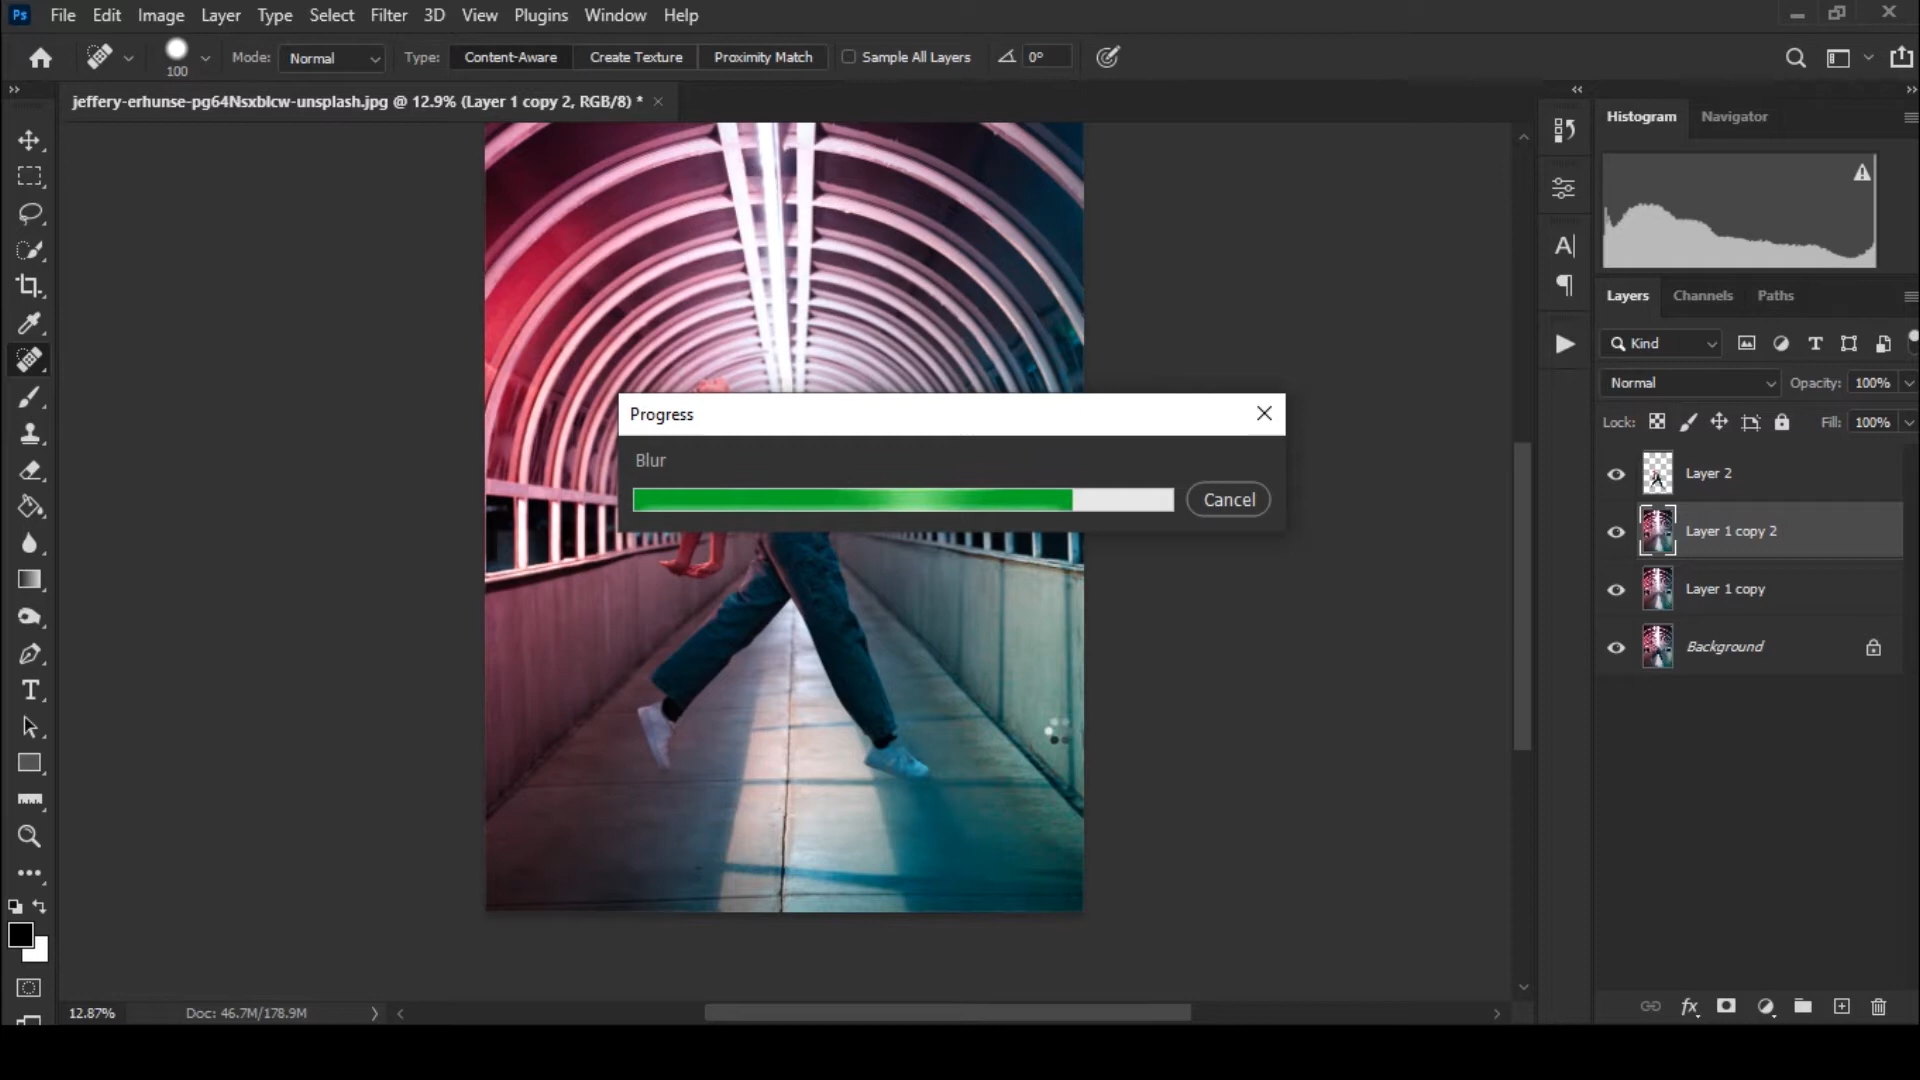 Ps File Edit Image Layer Type Select Filter 3D View Plugins Window Help
100 Mode: Normal Type: Content-Aware Create Texture Proximity Match Sample All Layers 0°
jeffery-erhunse-pg64Nsxblcw-unsplash.jpg @ 12.9% (Layer 1 copy 2, RGB/8) *
Histogram Navigator
Progress
Blur
Cancel
Layers Channels Paths
Kind
Normal Opacity: 100%
Lock: Fill: 100%
Layer 2
Layer 1 copy 2
Layer 1 copy
Background
12.87% Doc: 46.7M/178.9M